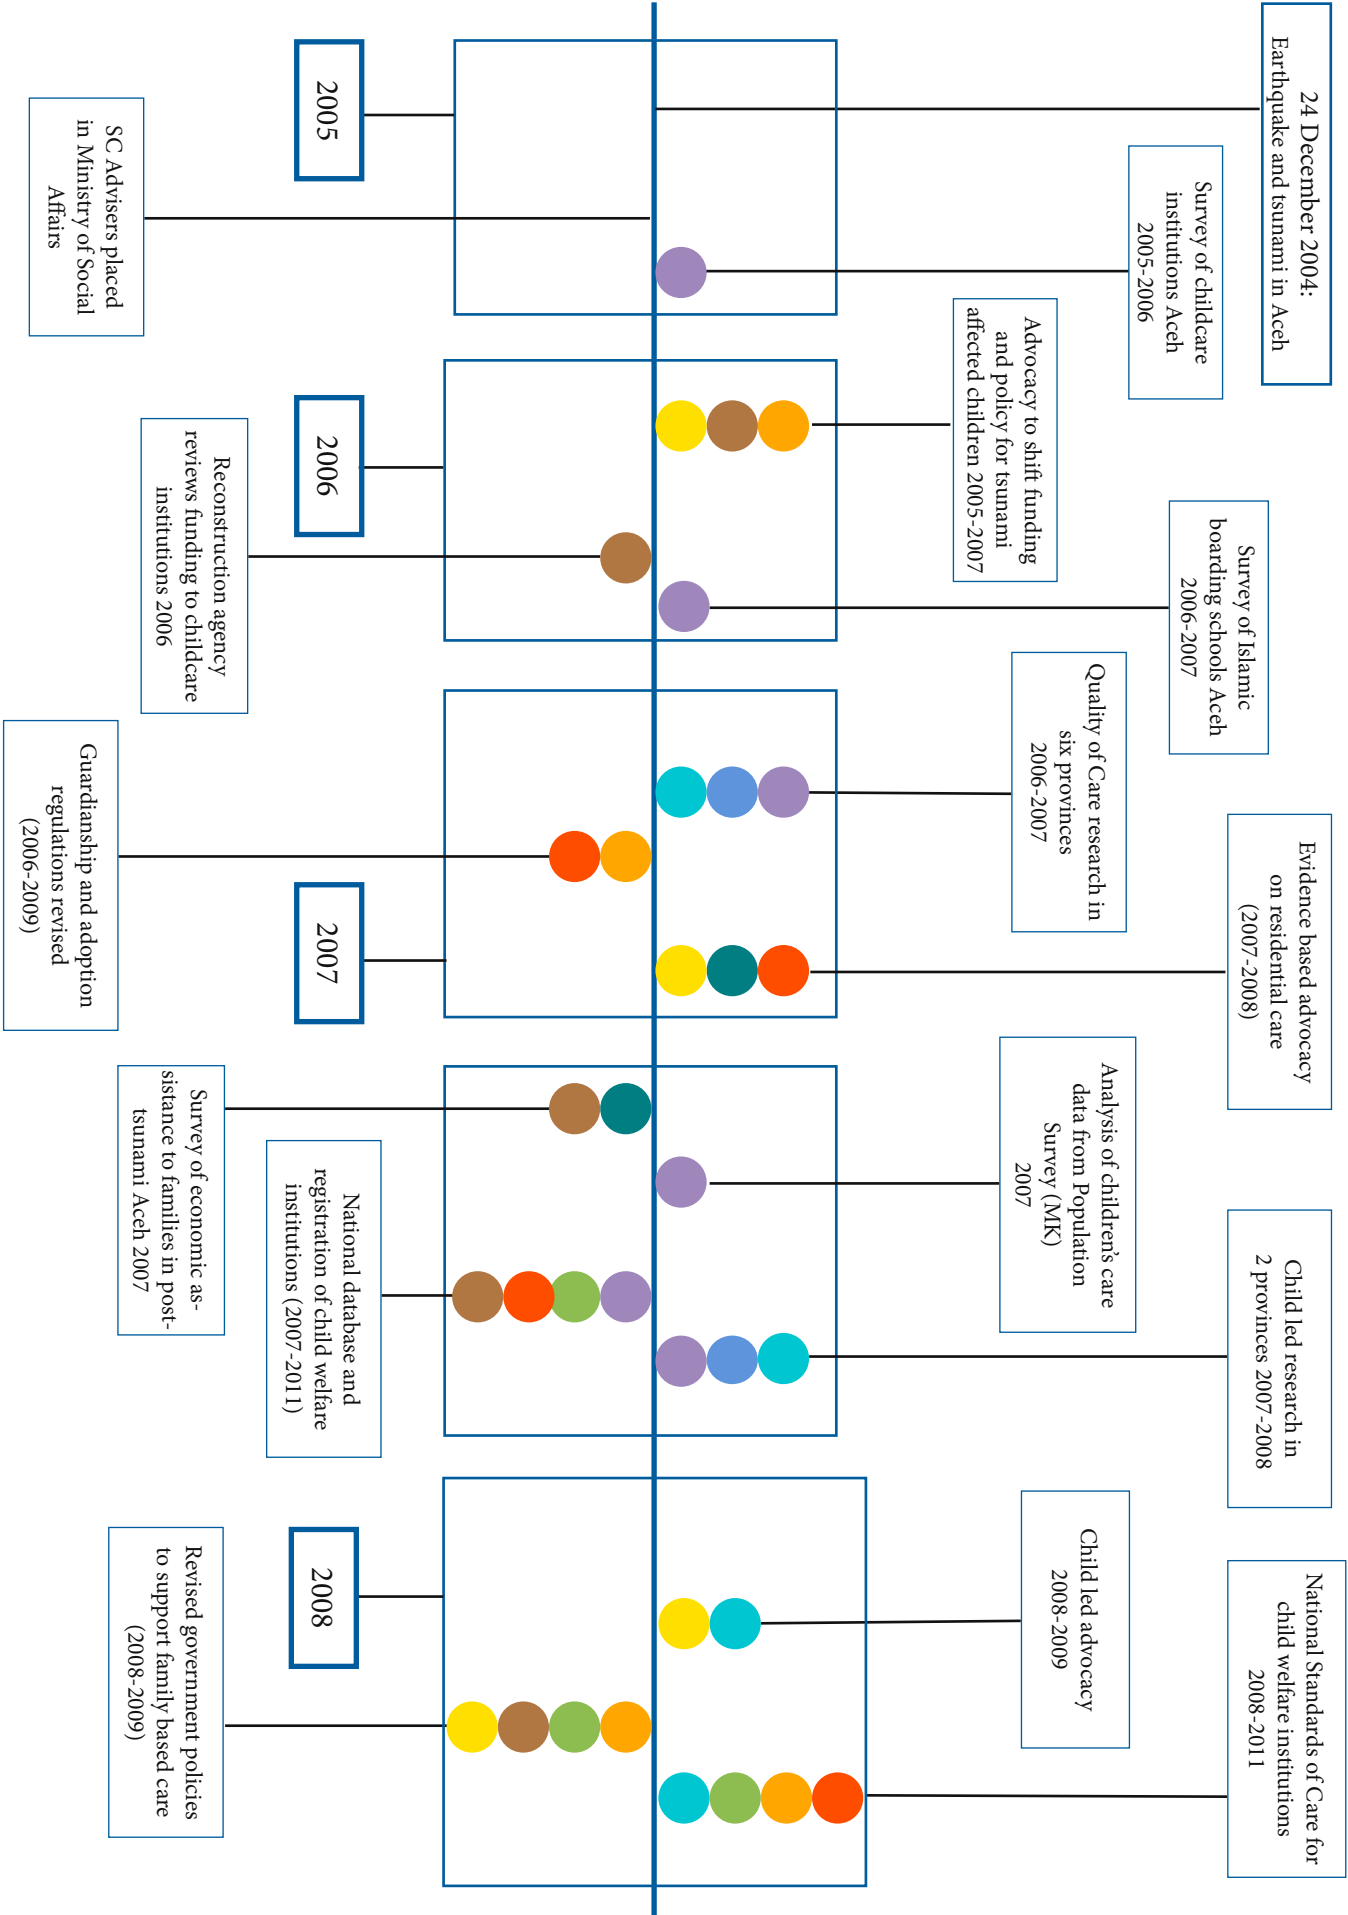 24 December 2004:
Earthquake and tsunami in Aceh
Survey of childcare
institutions Aceh
2005-2006
Advocacy to shift funding
and policy for tsunami
affected children 2005-2007
Survey of Islamic
boarding schools Aceh
2006-2007
Quality of Care research in
six provinces
2006-2007
Evidence based advocacy
on residential care
(2007-2008)
Analysis of children's care
data from Population
Survey (MK)
2007
Child led research in
2 provinces 2007-2008
Child led advocacy
2008-2009
National Standards of Care for
child welfare institutions
2008-2011
2005
2006
2007
2008
SC Advisers placed
in Ministry of Social
Affairs
Reconstruction agency
reviews funding to childcare
institutions 2006
Guardianship and adoption
regulations revised
(2006-2009)
Survey of economic as-
sistance to families in post-
tsunami Aceh 2007
National database and
registration of child welfare
institutions (2007-2011)
Revised government policies
to support family based care
(2008-2009)